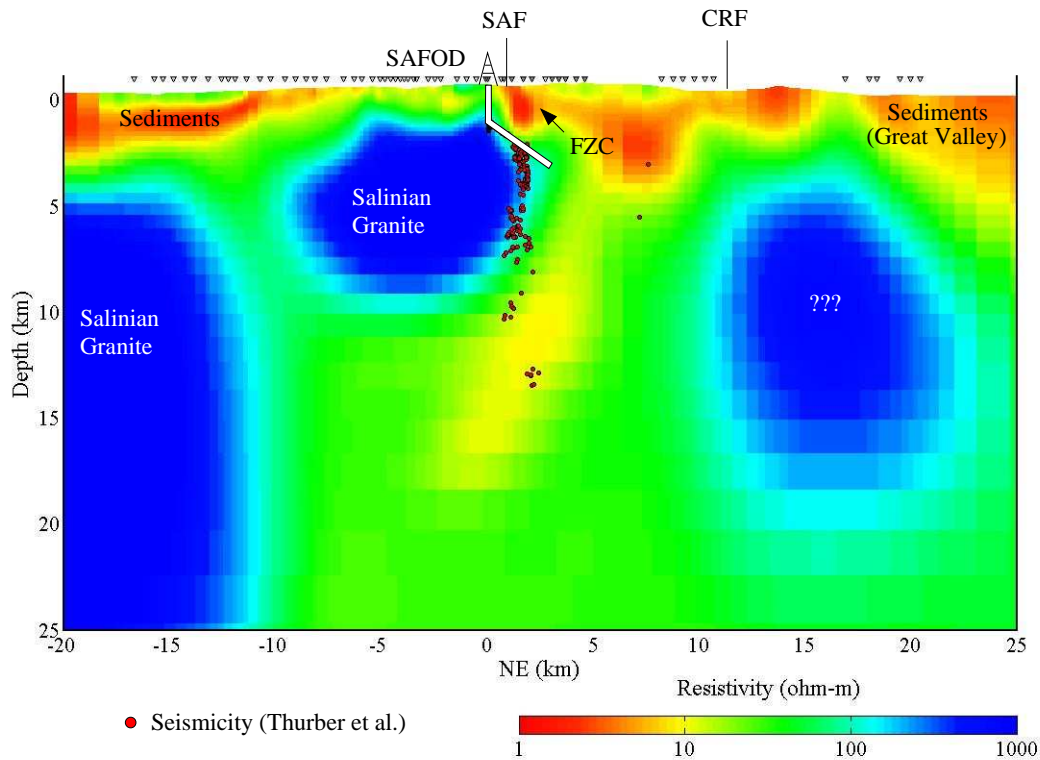 SAF
CRF
SAFOD
0
5
10
15
20
25
Depth (km)
Sediments
FZC
Sediments
(Great Valley)
Salinian
Granite
Salinian
Granite
???
-20
-15
-10
-5
0
5
10
15
20
25
NE (km)
Resistivity (ohm-m)
Seismicity (Thurber et al.)
1
10
100
1000